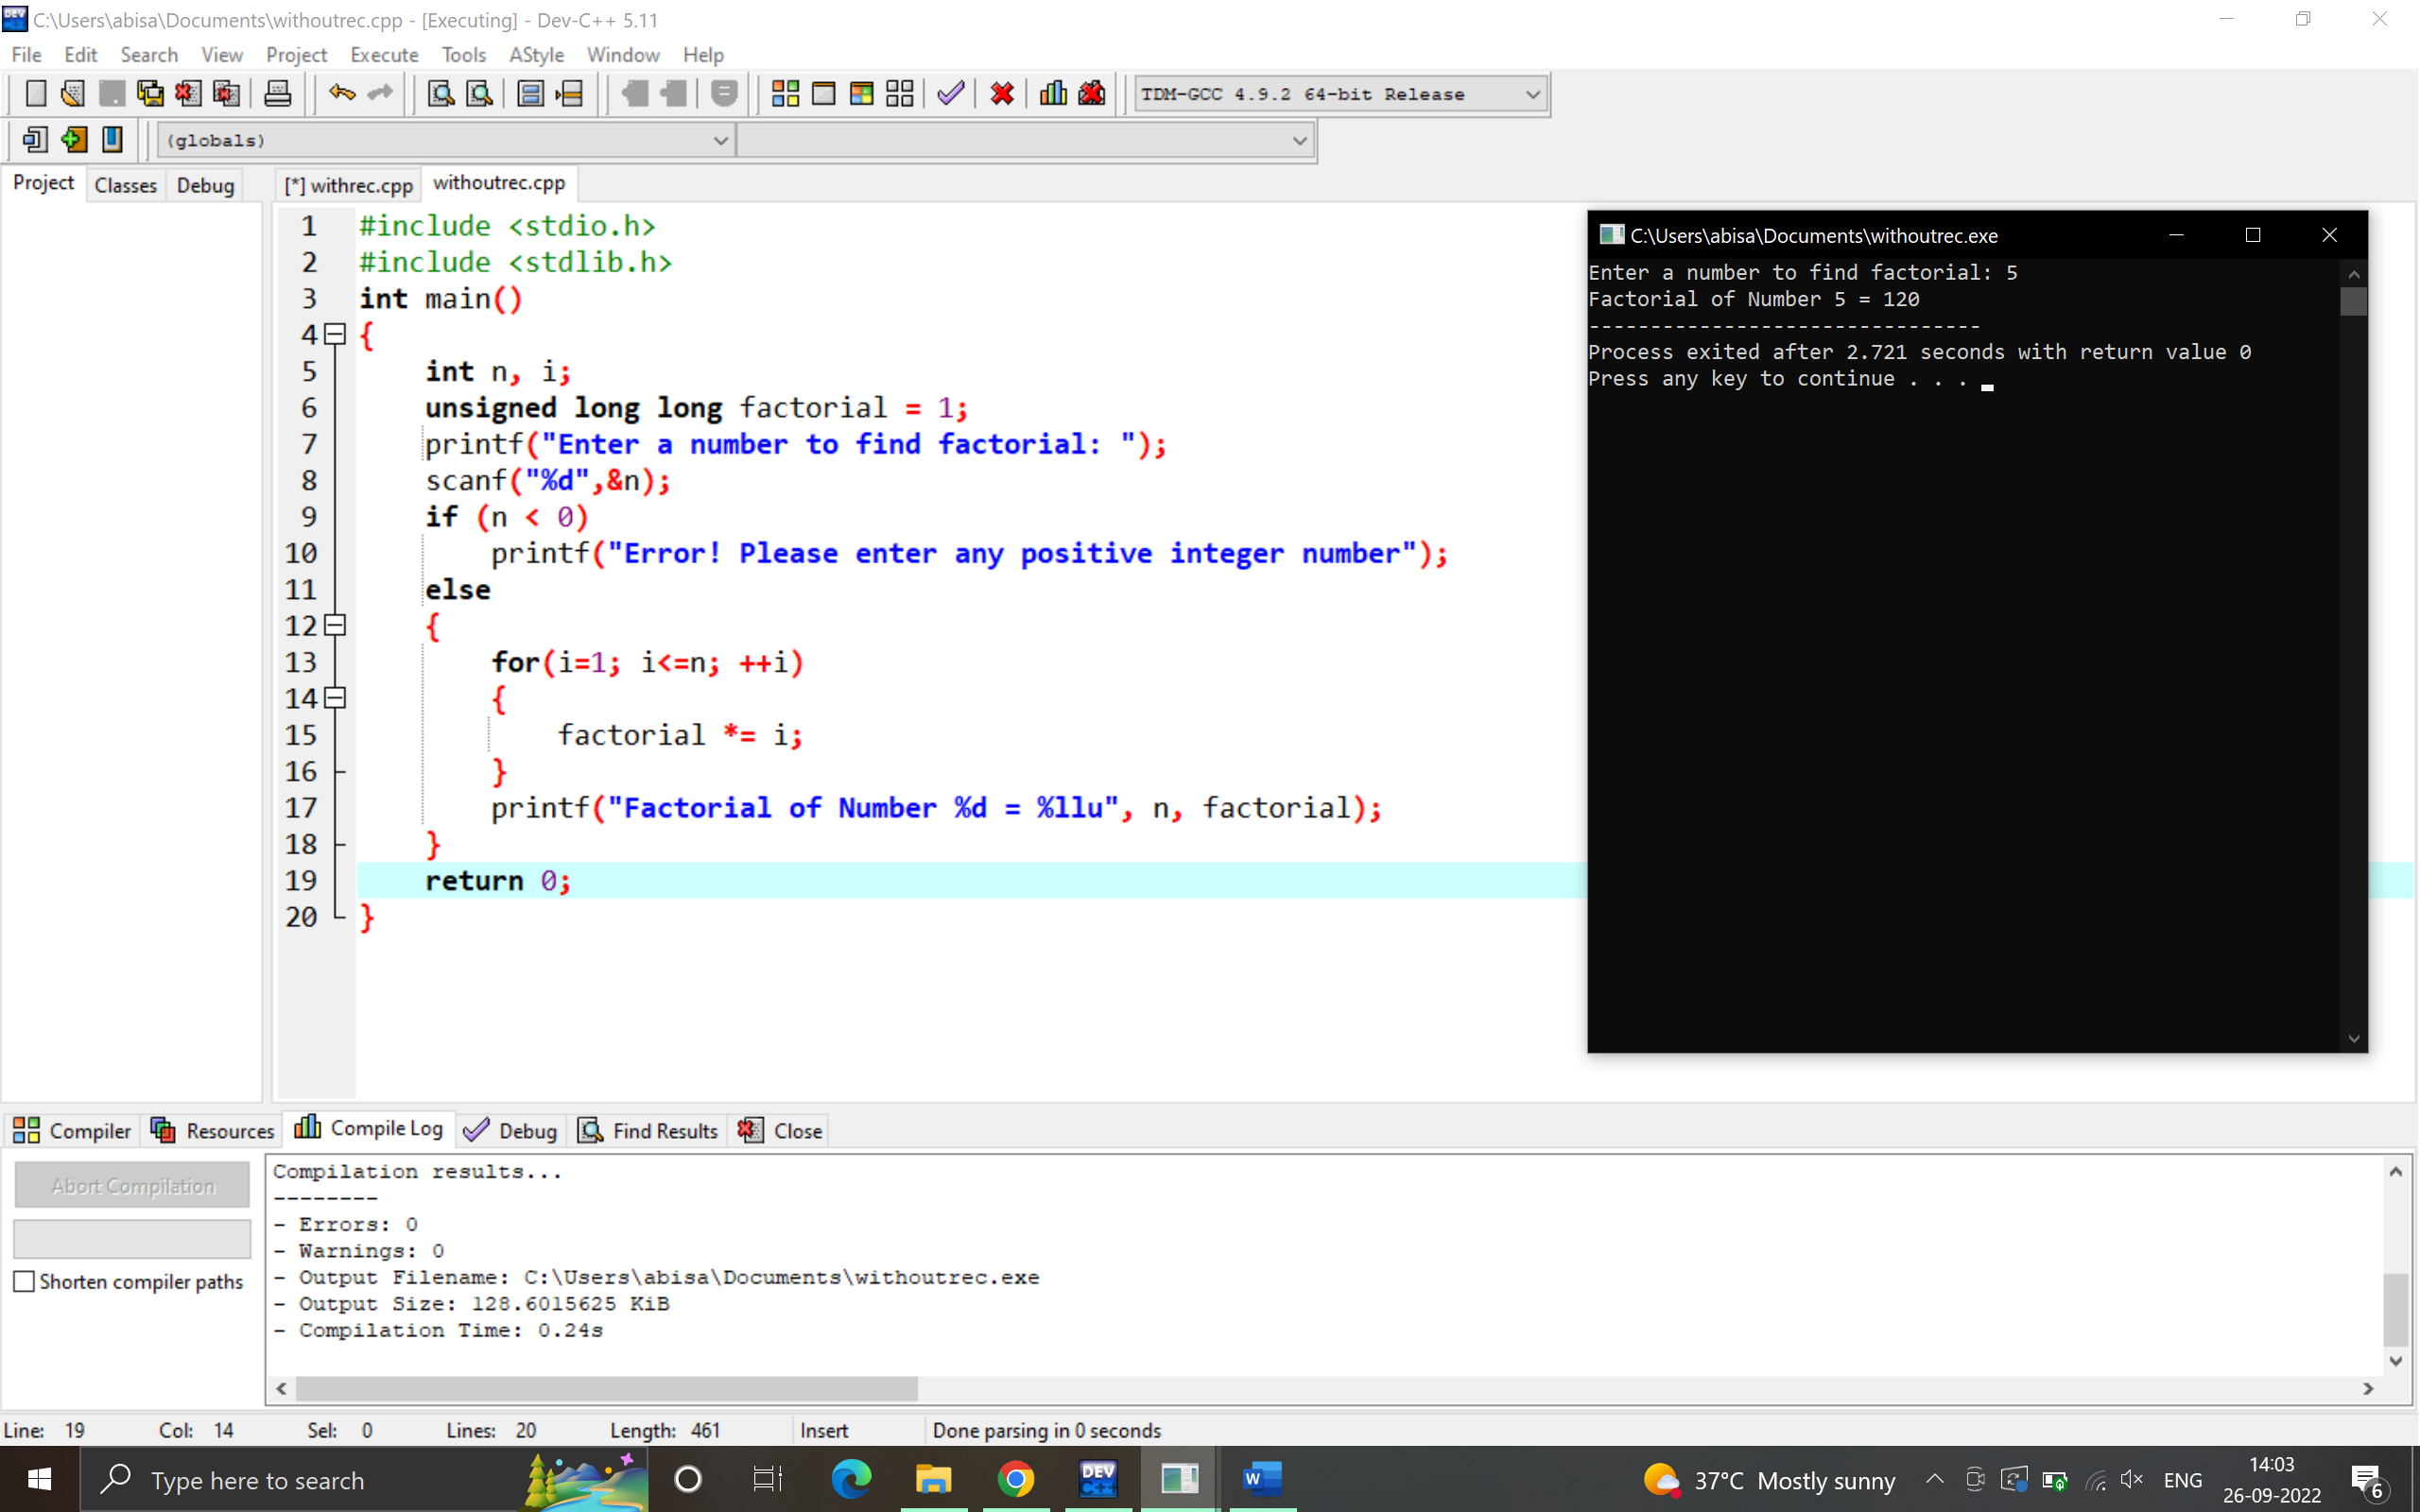 C:\Users\abisa\Documents\withoutrec.cpp - [Executing] - Dev-C++ 5.11
File Edit Search View Project Execute Tools AStyle Window Help
TDM-GCC 4.9.2 64-bit Release
(globals)
Project Classes Debug [*] withrec.cpp withoutrec.cpp
1 #include <stdio.h>
2 #include <stdlib.h>
3 int main()
4 {
5 int n, i;
6 unsigned long long factorial = 1;
7 printf("Enter a number to find factorial: ");
8 scanf("%d",&n);
9 if (n < 0)
10 printf("Error! Please enter any positive integer number");
11 else
12 {
13 for(i=1; i<=n; ++i)
14 {
15 factorial *= i;
16 }
17 printf("Factorial of Number %d = %llu", n, factorial);
18 }
19 return 0;
20 }
C:\Users\abisa\Documents\withoutrec.exe
Enter a number to find factorial: 5
Factorial of Number 5 = 120
--------------------------------
Process exited after 2.721 seconds with return value 0
Press any key to continue . . .
Compiler Resources Compile Log Debug Find Results Close
Abort Compilation
Shorten compiler paths
Compilation results...
--------
- Errors: 0
- Warnings: 0
- Output Filename: C:\Users\abisa\Documents\withoutrec.exe
- Output Size: 128.6015625 KiB
- Compilation Time: 0.24s
Line: 19 Col: 14 Sel: 0 Lines: 20 Length: 461 Insert Done parsing in 0 seconds
Type here to search
DEV C++
W
37°C Mostly sunny
ENG
14:03
26-09-2022
6